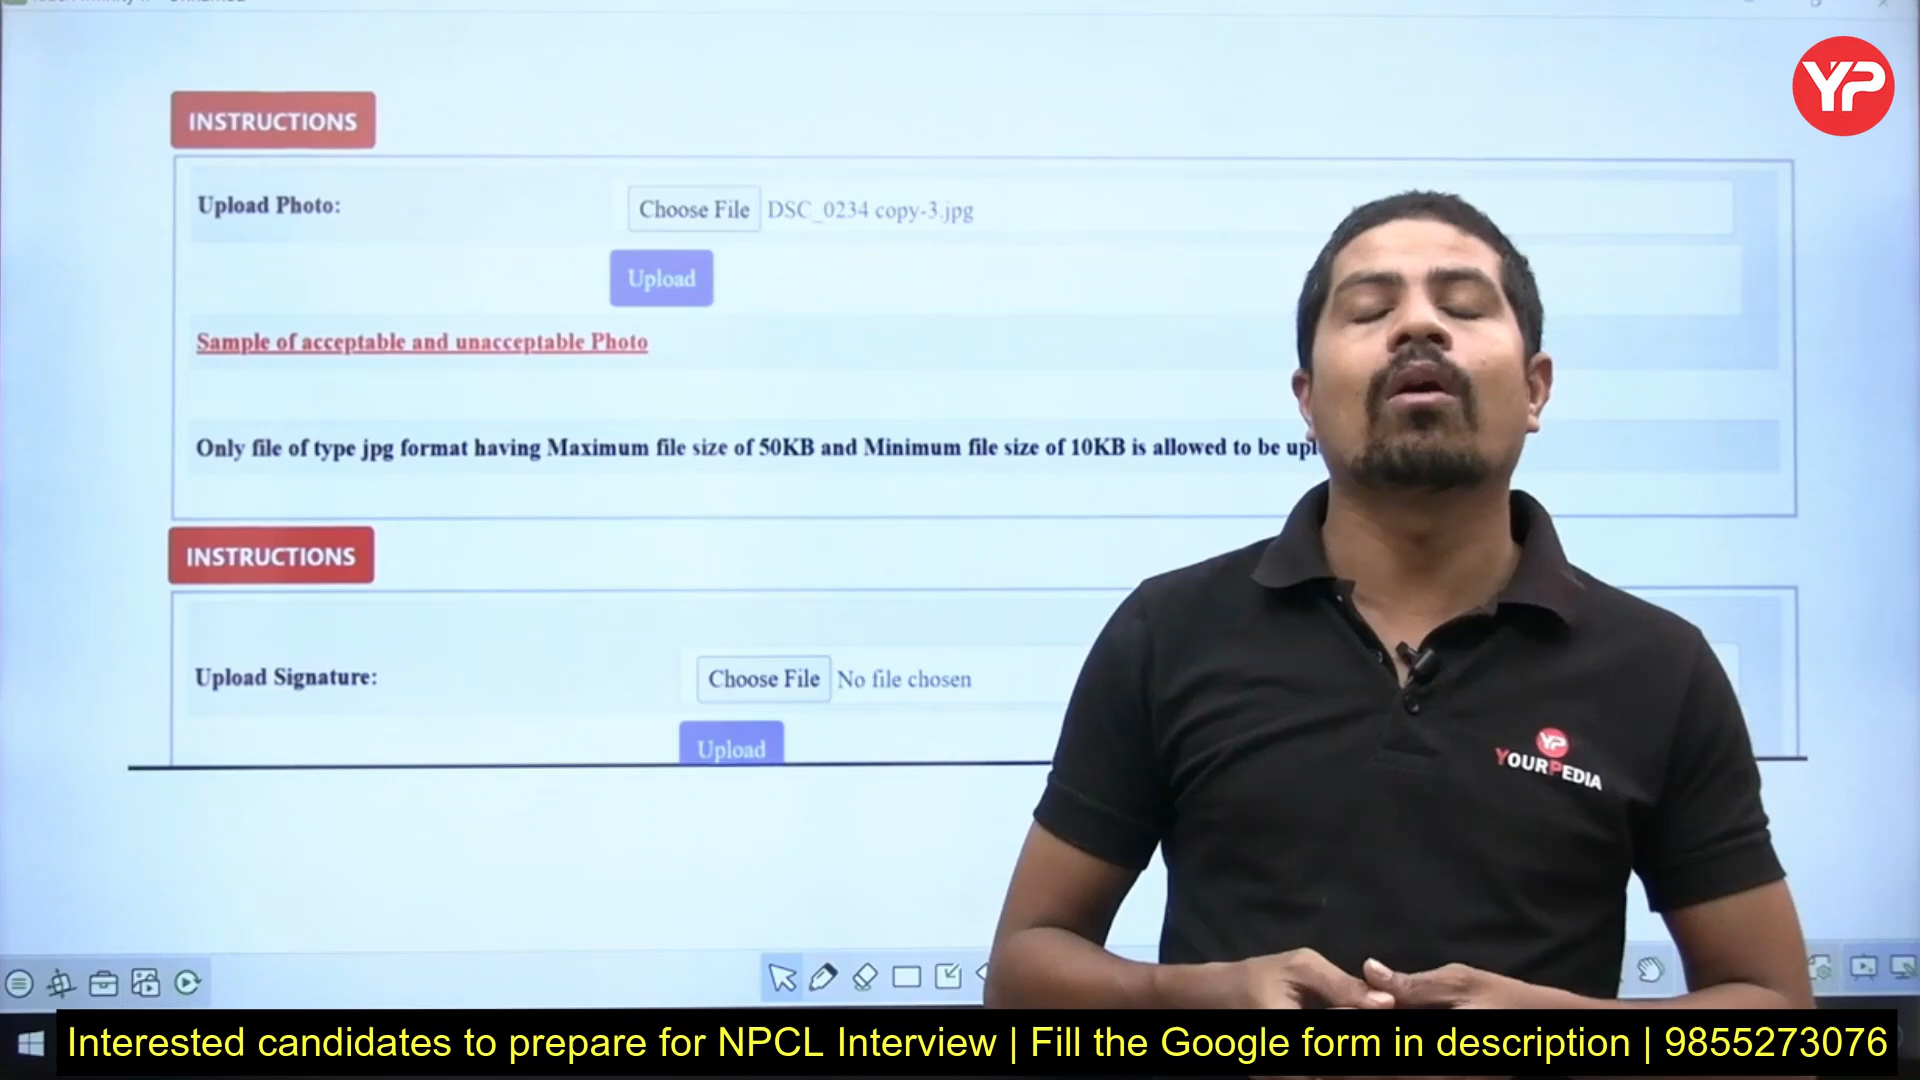 YP
INSTRUCTIONS
Upload Photo:
Choose File DSC_0234 copy-3.jpg
Upload
Sample of acceptable and unacceptable Photo
Only file of type jpg format having Maximum file size of 50KB and Minimum file size of 10KB is allowed to be
INSTRUCTIONS
Upload Signature:
Choose File No file chosen
Upload
YP
YOURPEDIA
Interested candidates to prepare for NPCL Interview | Fill the Google form in description | 9855273076